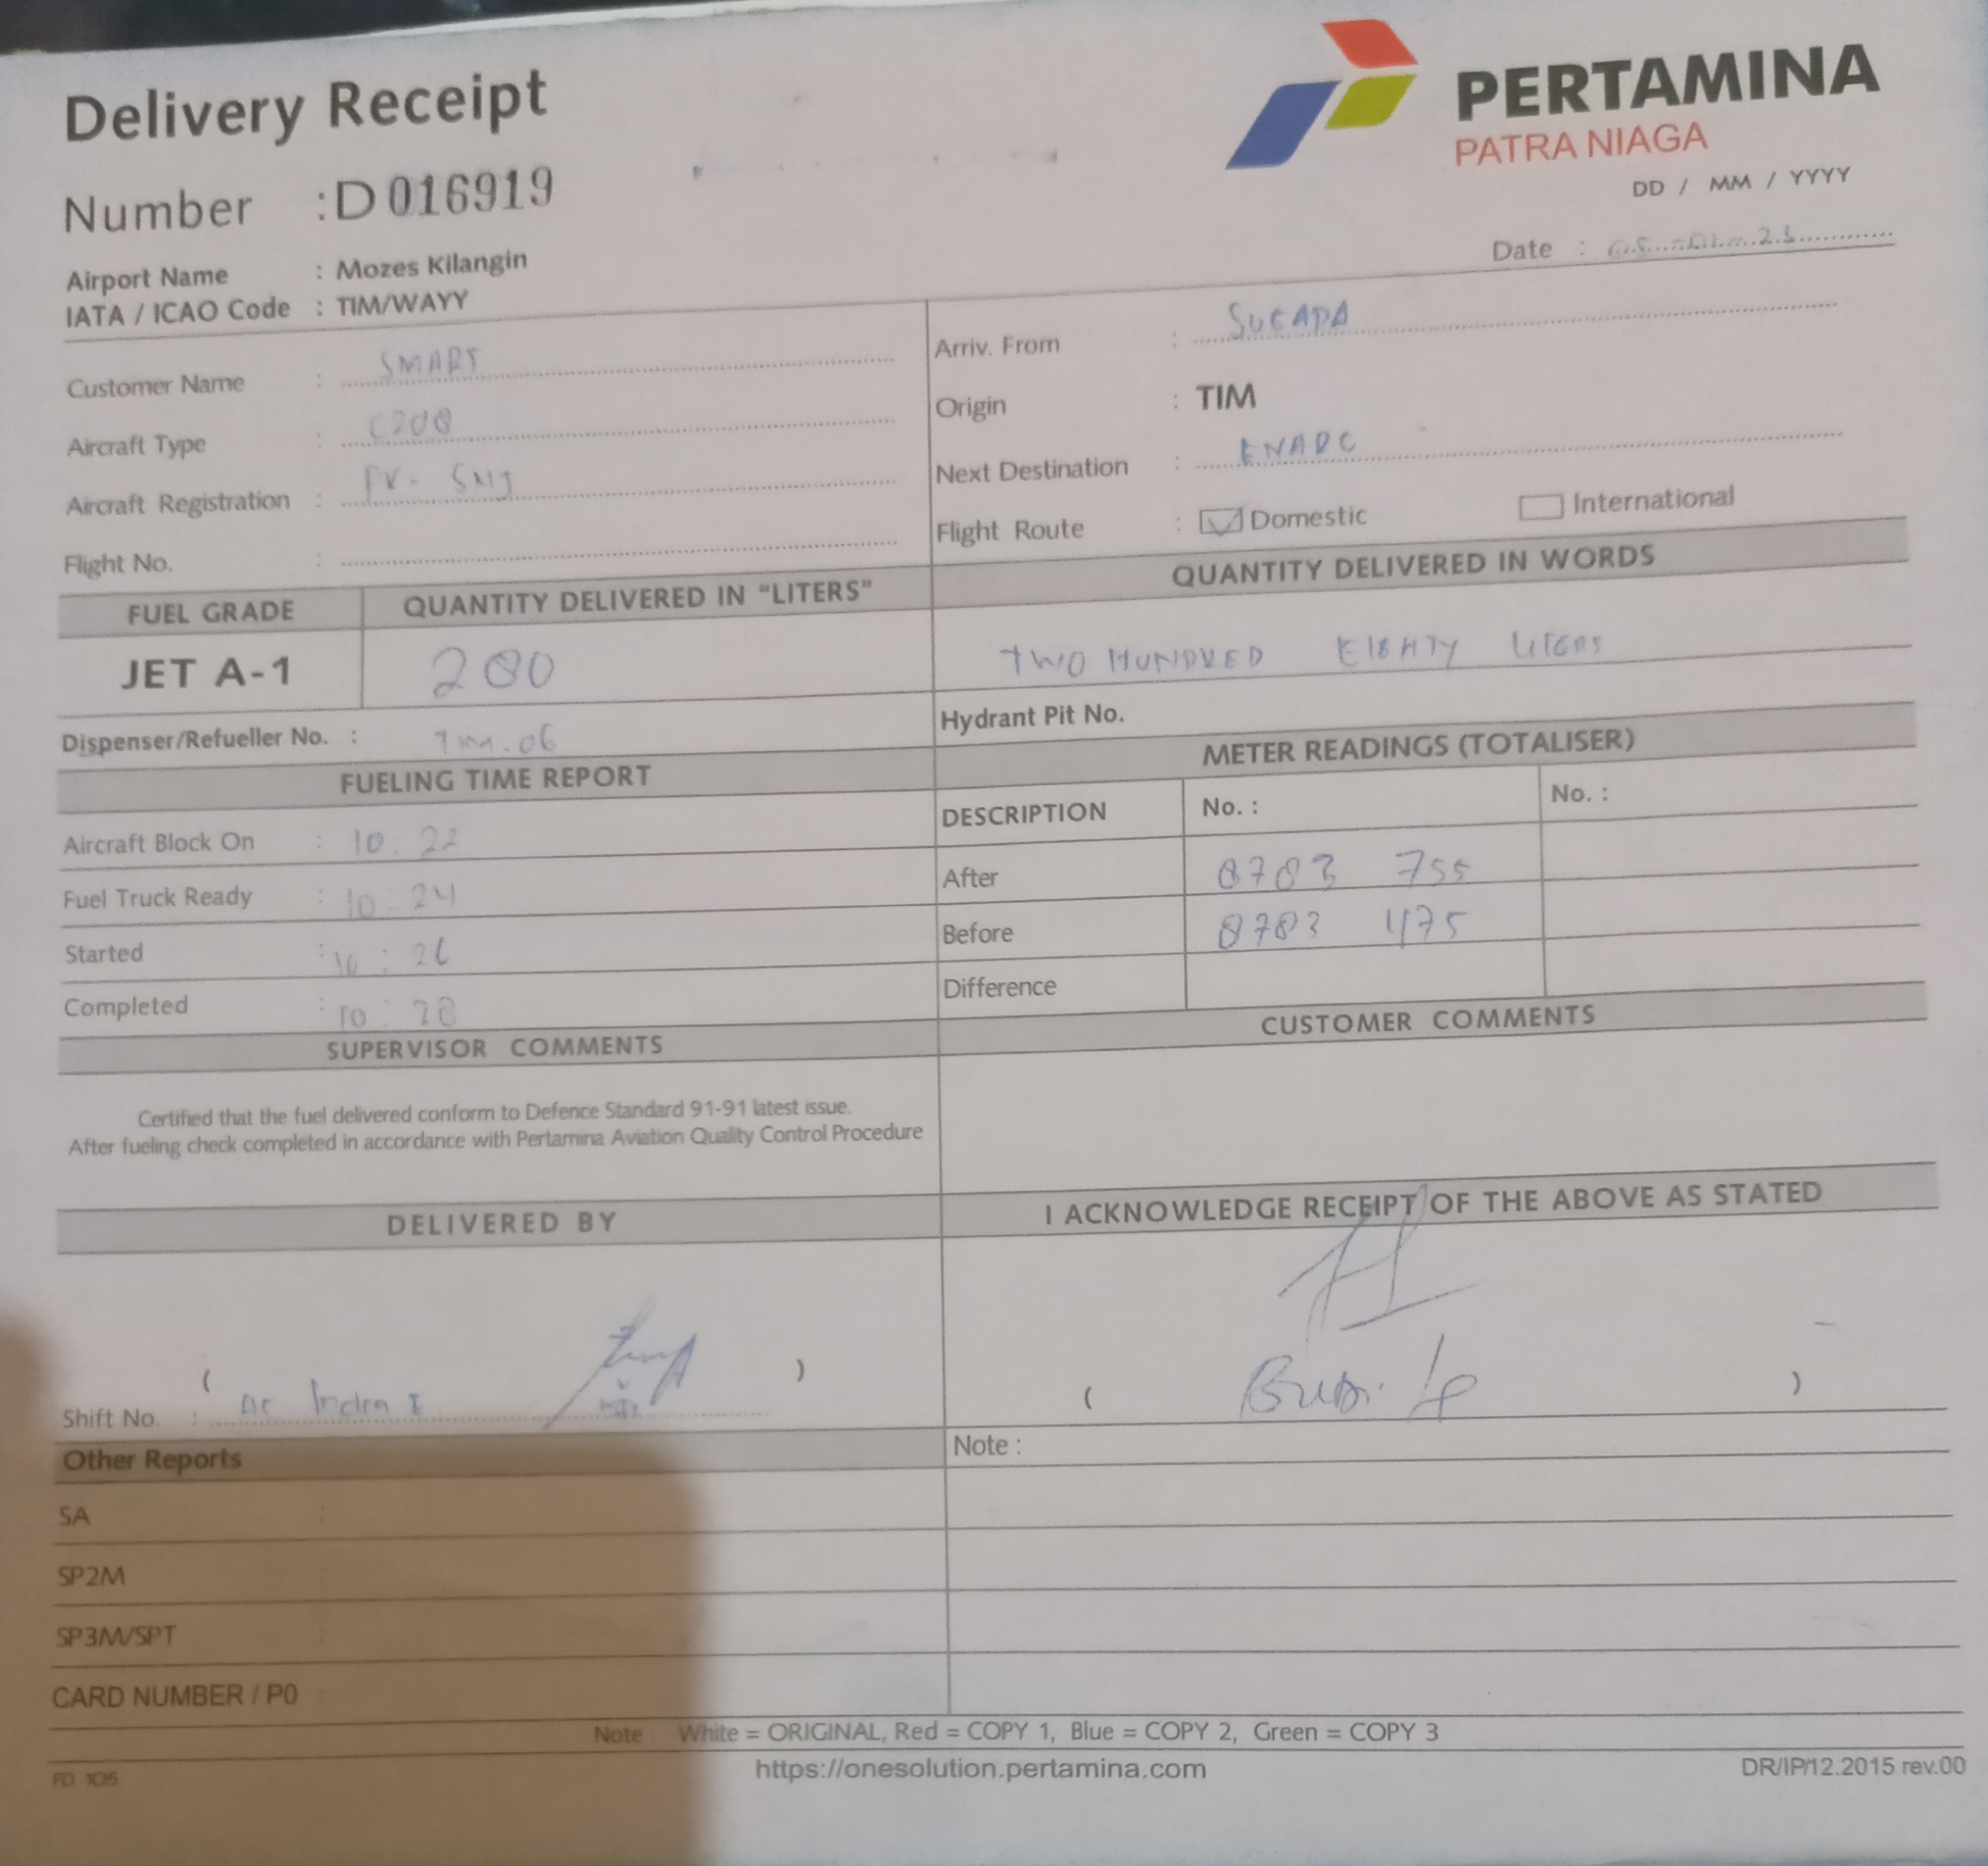 Delivery Receipt
PERTAMINA
PATRA NIAGA
Number : D 016919
DD / MM / YYYY
Date :
Airport Name : Mozes Kilangin
IATA / ICAO Code : TIM/WAYY
Customer Name : SMART
Aircraft Type : C208
Aircraft Registration :
Flight No. :
Arriv. From : SUGAPA
Origin : TIM
Next Destination :
Flight Route : Domestic International
FUEL GRADE QUANTITY DELIVERED IN "LITERS" QUANTITY DELIVERED IN WORDS
JET A-1 280 TWO HUNDRED EIGHTY LITERS
Dispenser/Refueller No. : TIM.06 Hydrant Pit No.
FUELING TIME REPORT
Aircraft Block On : 10.22
Fuel Truck Ready : 10:24
Started : 10:26
Completed : 10:28
METER READINGS (TOTALISER)
DESCRIPTION No. : No. :
After 8783 755
Before 8783 475
Difference
SUPERVISOR COMMENTS
CUSTOMER COMMENTS
Certified that the fuel delivered conform to Defence Standard 91-91 latest issue.
After fueling check completed in accordance with Pertamina Aviation Quality Control Procedure
DELIVERED BY
I ACKNOWLEDGE RECEIPT OF THE ABOVE AS STATED
( )
Shift No. : Indra
( )
Other Reports
Note :
SA :
SP2M :
SP3M/SPT :
CARD NUMBER / P0 :
Note : White = ORIGINAL, Red = COPY 1, Blue = COPY 2, Green = COPY 3
FD 105
https://onesolution.pertamina.com
DR/IP/12.2015 rev.00